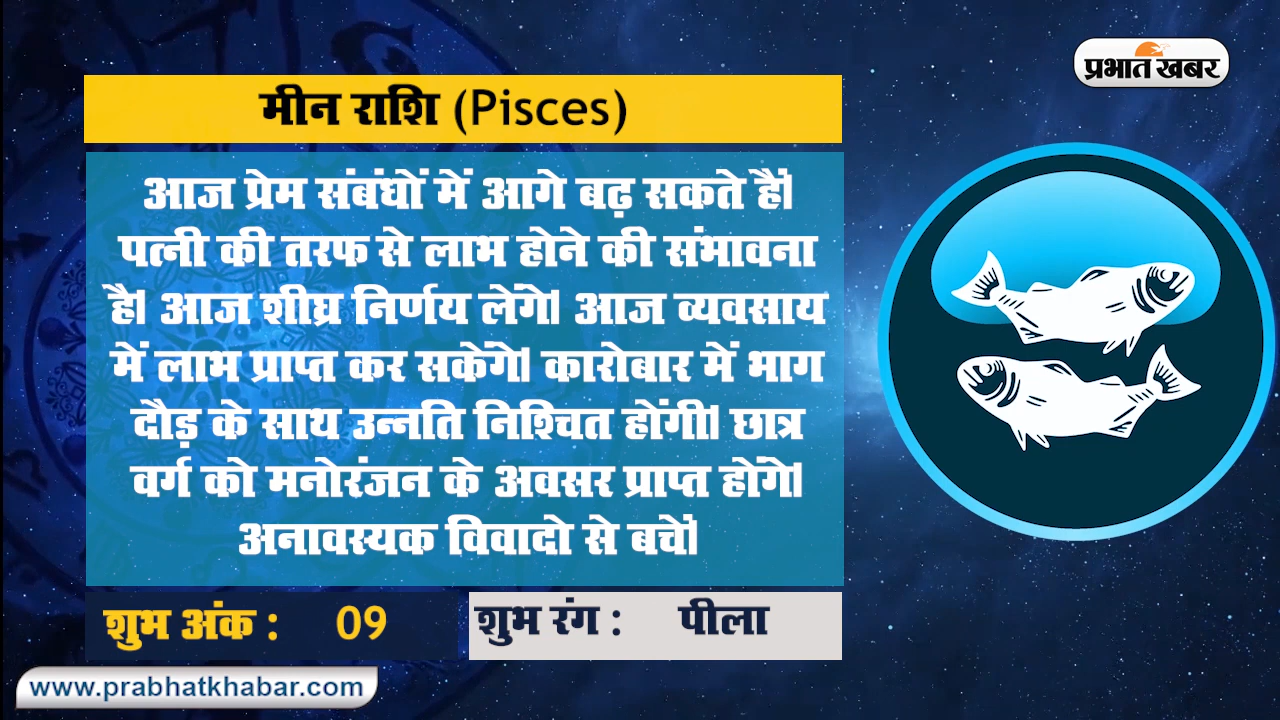 प्रभात खबर
मीन राशि (Pisces)
आज प्रेम संबंधों में आगे बढ़ सकते हैं।
पत्नी की तरफ से लाभ होने की संभावना
है। आज शीघ्र निर्णय लेंगे। आज व्यवसाय
में लाभ प्राप्त कर सकेंगे। कारोबार में भाग
दौड़ के साथ उन्नति निश्चित होंगी। छात्र
वर्ग को मनोरंजन के अवसर प्राप्त होंगे।
अनावस्यक विवादो से बचें।
शुभ अंक : 09
शुभ रंग : पीला
www.prabhatkhabar.com